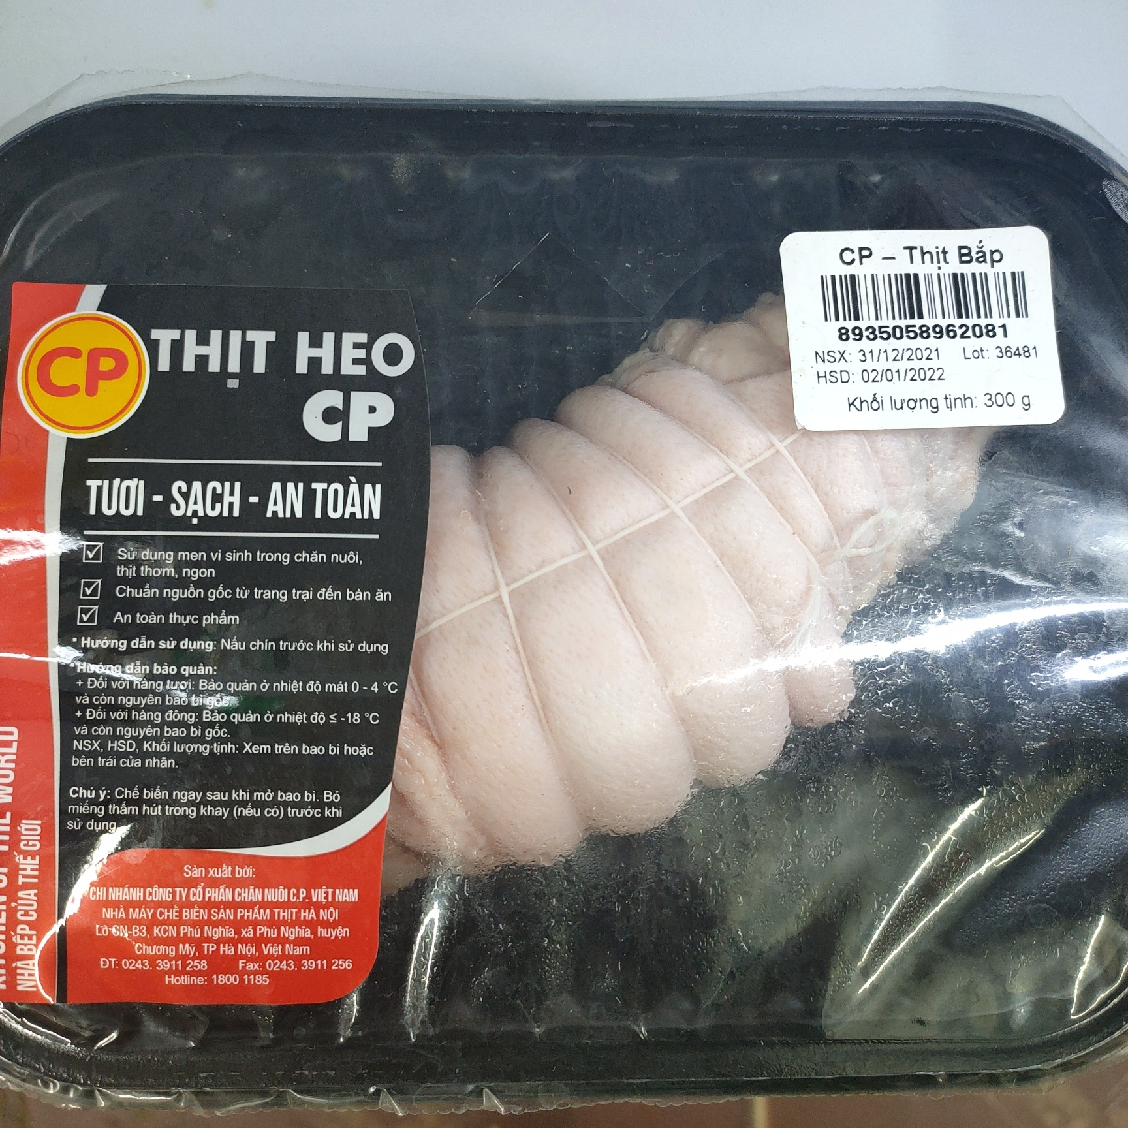 CP – Thịt Bắp
8935058962081
NSX: 31/12/2021 Lot: 36481
HSD: 02/01/2022
Khối lượng tịnh: 300 g
CP
THỊT HEO
CP
TƯƠI - SẠCH - AN TOÀN
Sử dụng men vi sinh trong chăn nuôi,
thịt thơm, ngon
Chuẩn nguồn gốc từ trang trại đến bàn ăn
An toàn thực phẩm
* Hướng dẫn sử dụng: Nấu chín trước khi sử dụng
* Hướng dẫn bảo quản:
+ Đối với hàng tươi: Bảo quản ở nhiệt độ mát 0 - 4 °C
và còn nguyên bao bì gốc.
+ Đối với hàng đông: Bảo quản ở nhiệt độ ≤ -18 °C
và còn nguyên bao bì gốc.
NSX, HSD, Khối lượng tịnh: Xem trên bao bì hoặc
bên trái của nhãn.
Chú ý: Chế biến ngay sau khi mở bao bì. Bỏ
miếng thấm hút trong khay (nếu có) trước khi
sử dụng
Sản xuất bởi:
CHI NHÁNH CÔNG TY CỔ PHẦN CHĂN NUÔI C.P. VIỆT NAM
NHÀ MÁY CHẾ BIẾN SẢN PHẨM THỊT HÀ NỘI
Lô CN-B3, KCN Phú Nghĩa, xã Phú Nghĩa, huyện
Chương Mỹ, TP Hà Nội, Việt Nam
ĐT: 0243. 3911 258 Fax: 0243. 3911 256
Hotline: 1800 1185
KITCHEN OF THE WORLD
NHÀ BẾP CỦA THẾ GIỚI